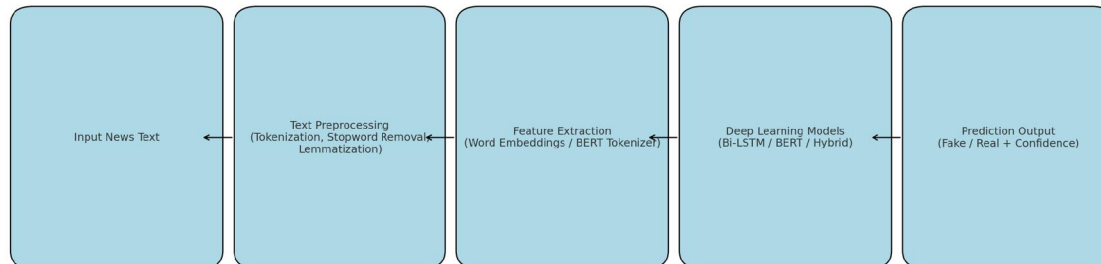 Input News Text
Text Preprocessing
(Tokenization, Stopword Removal,
Lemmatization)
Feature Extraction
(Word Embeddings / BERT Tokenizer)
Deep Learning Models
(Bi-LSTM / BERT / Hybrid)
Prediction Output
(Fake / Real + Confidence)